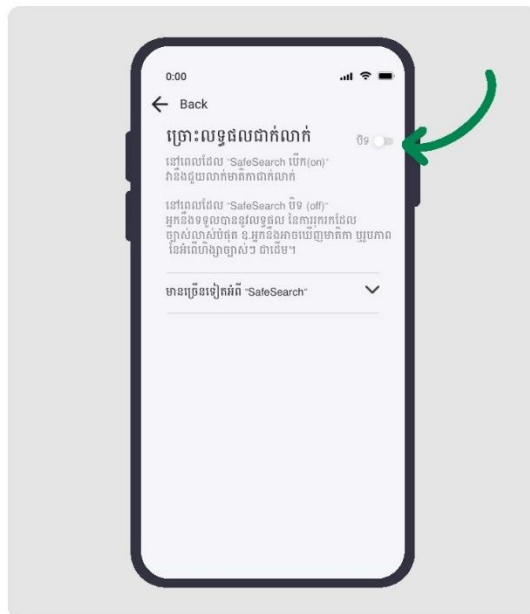 0:00
Back
ច្រោះលទ្ធផលជាក់លាក់
បិទ
នៅពេលដែល “SafeSearch បើក(on)”
វានឹងជួយលាក់មាតិកាជាក់លាក់
នៅពេលដែល “SafeSearch បិទ (off)”
អ្នកនឹងទទួលបាននូវលទ្ធផល នៃការរុករកដែល
ច្បាស់លាស់បំផុត ឧ.អ្នកនឹងអាចឃើញមាតិកា ឬរូបភាព
នៃអំពើហិង្សាច្បាស់ៗ ជាដើម។
មានច្រើនទៀតអំពី “SafeSearch”